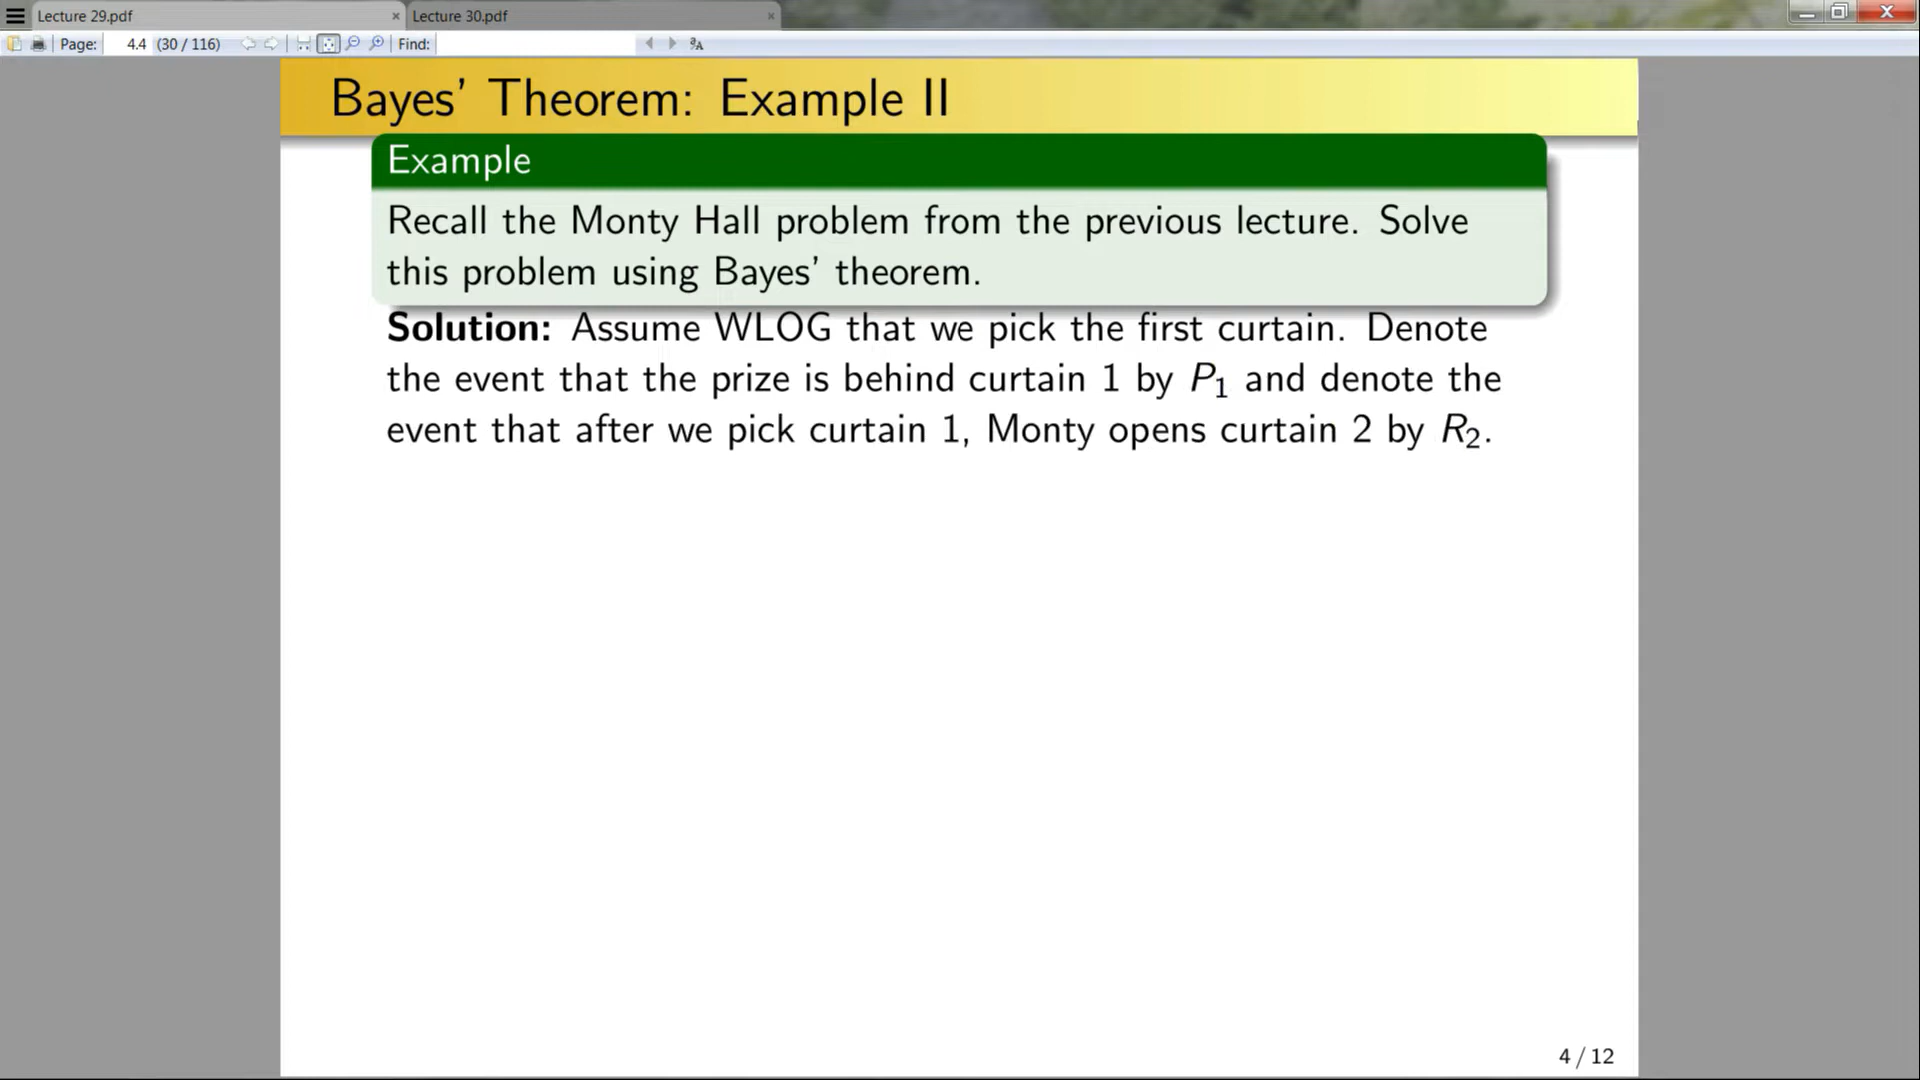 Lecture 29.pdf
Lecture 30.pdf
Page: 4.4 (30 / 116) Find:
Bayes' Theorem: Example II
Example
Recall the Monty Hall problem from the previous lecture. Solve
this problem using Bayes' theorem.
Solution: Assume WLOG that we pick the first curtain. Denote
the event that the prize is behind curtain 1 by P₁ and denote the
event that after we pick curtain 1, Monty opens curtain 2 by R₂.
4 / 12